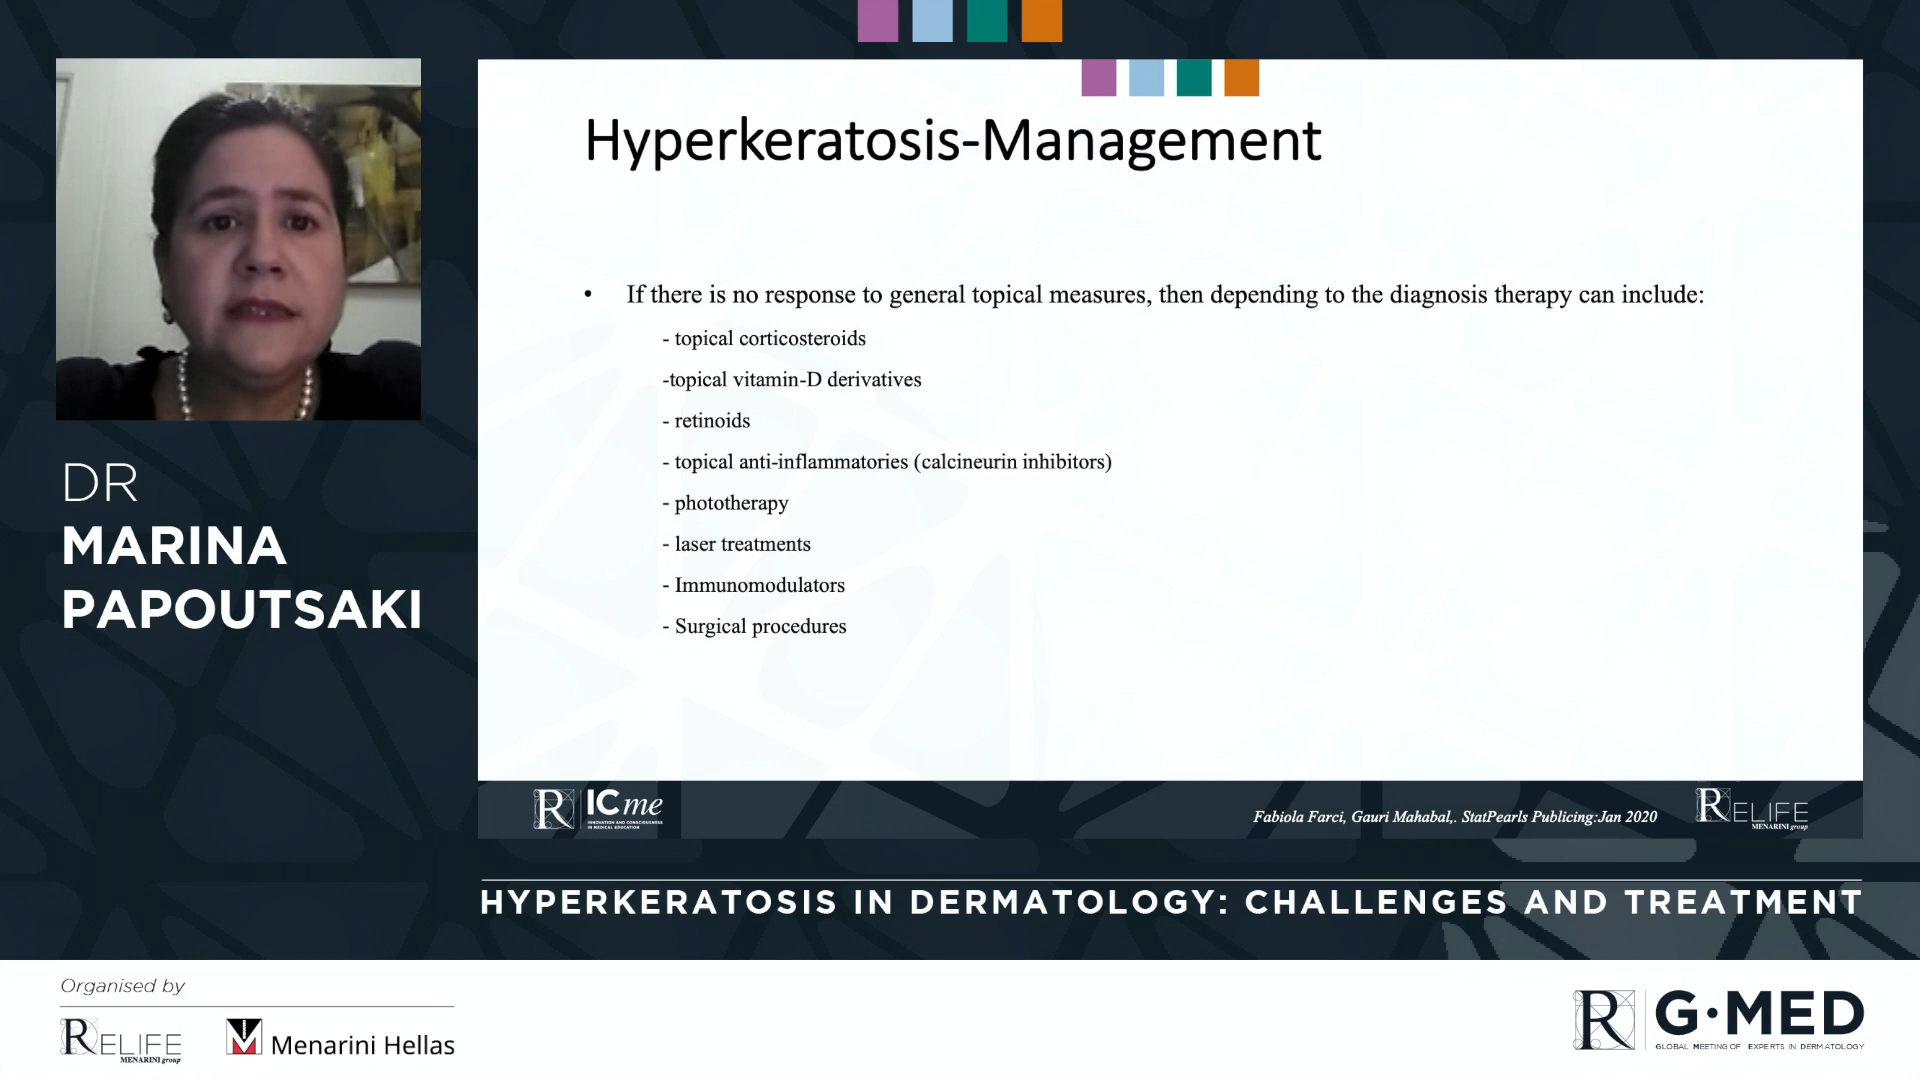 DR
MARINA
PAPOUTSAKI
Hyperkeratosis-Management
• If there is no response to general topical measures, then depending to the diagnosis therapy can include:
- topical corticosteroids
-topical vitamin-D derivatives
- retinoids
- topical anti-inflammatories (calcineurin inhibitors)
- phototherapy
- laser treatments
- Immunomodulators
- Surgical procedures
R ICme
INNOVATION AND CONSCIOUSNESS
IN MEDICAL EDUCATION
Fabiola Farci, Gauri Mahabal,. StatPearls Publicing:Jan 2020
RELIFE
MENARINI group
HYPERKERATOSIS IN DERMATOLOGY: CHALLENGES AND TREATMENT
Organised by
RELIFE
MENARINI group
Menarini Hellas
R G·MED
GLOBAL MEETING OF EXPERTS IN DERMATOLOGY